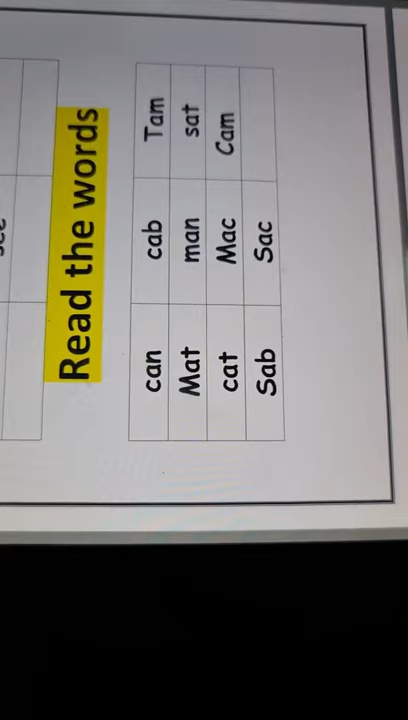 Read the words
can cab Tam
Mat man sat
cat Mac Cam
Sab Sac